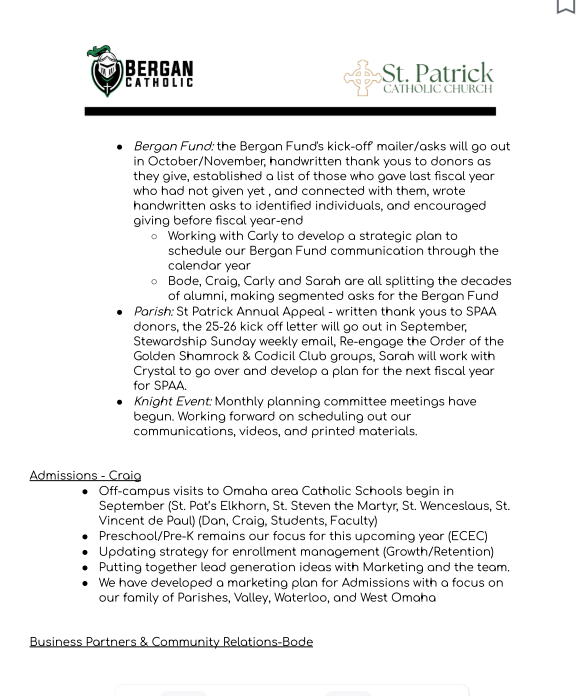 BERGAN
CATHOLIC
St. Patrick
CATHOLIC CHURCH
● Bergan Fund: the Bergan Fund's kick-off mailer/asks will go out
in October/November, handwritten thank yous to donors as
they give, established a list of those who gave last fiscal year
who had not given yet , and connected with them, wrote
handwritten asks to identified individuals, and encouraged
giving before fiscal year-end
○ Working with Carly to develop a strategic plan to
schedule our Bergan Fund communication through the
calendar year
○ Bode, Craig, Carly and Sarah are all splitting the decades
of alumni, making segmented asks for the Bergan Fund
● Parish: St Patrick Annual Appeal - written thank yous to SPAA
donors, the 25-26 kick off letter will go out in September,
Stewardship Sunday weekly email, Re-engage the Order of the
Golden Shamrock & Codicil Club groups, Sarah will work with
Crystal to go over and develop a plan for the next fiscal year
for SPAA.
● Knight Event: Monthly planning committee meetings have
begun. Working forward on scheduling out our
communications, videos, and printed materials.
Admissions - Craig
● Off-campus visits to Omaha area Catholic Schools begin in
September (St. Pat's Elkhorn, St. Steven the Martyr, St. Wenceslaus, St.
Vincent de Paul) (Dan, Craig, Students, Faculty)
● Preschool/Pre-K remains our focus for this upcoming year (ECEC)
● Updating strategy for enrollment management (Growth/Retention)
● Putting together lead generation ideas with Marketing and the team.
● We have developed a marketing plan for Admissions with a focus on
our family of Parishes, Valley, Waterloo, and West Omaha
Business Partners & Community Relations-Bode